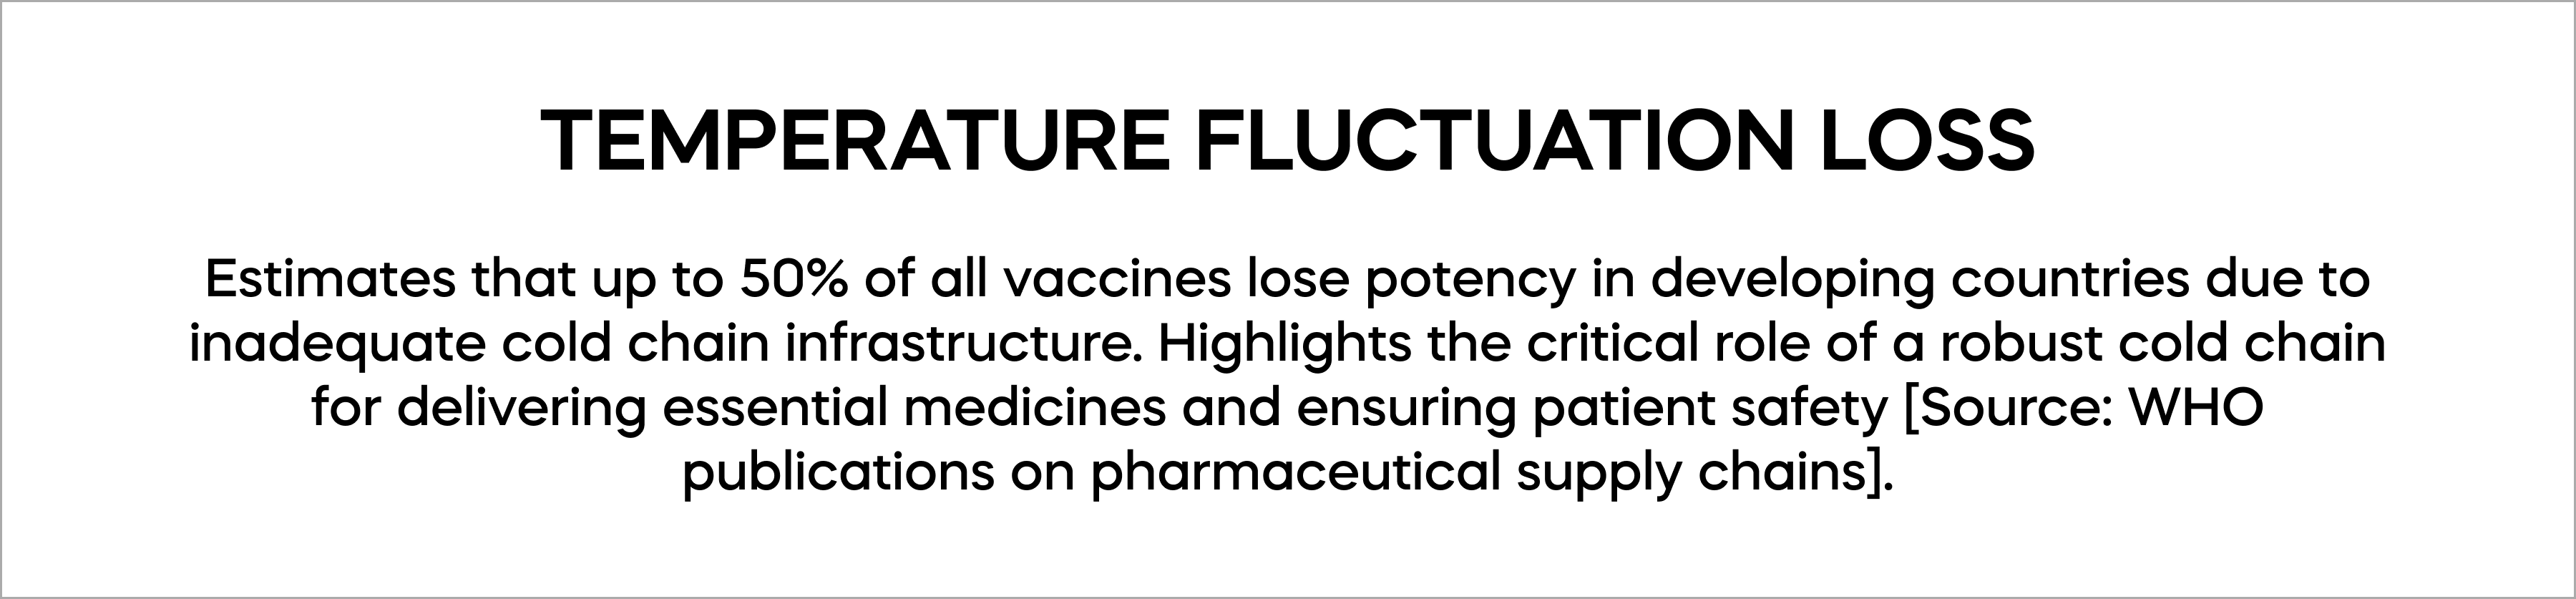 TEMPERATURE FLUCTUATION LOSS
Estimates that up to 50% of all vaccines lose potency in developing countries due to
inadequate cold chain infrastructure. Highlights the critical role of a robust cold chain
for delivering essential medicines and ensuring patient safety [Source: WHO
publications on pharmaceutical supply chains].